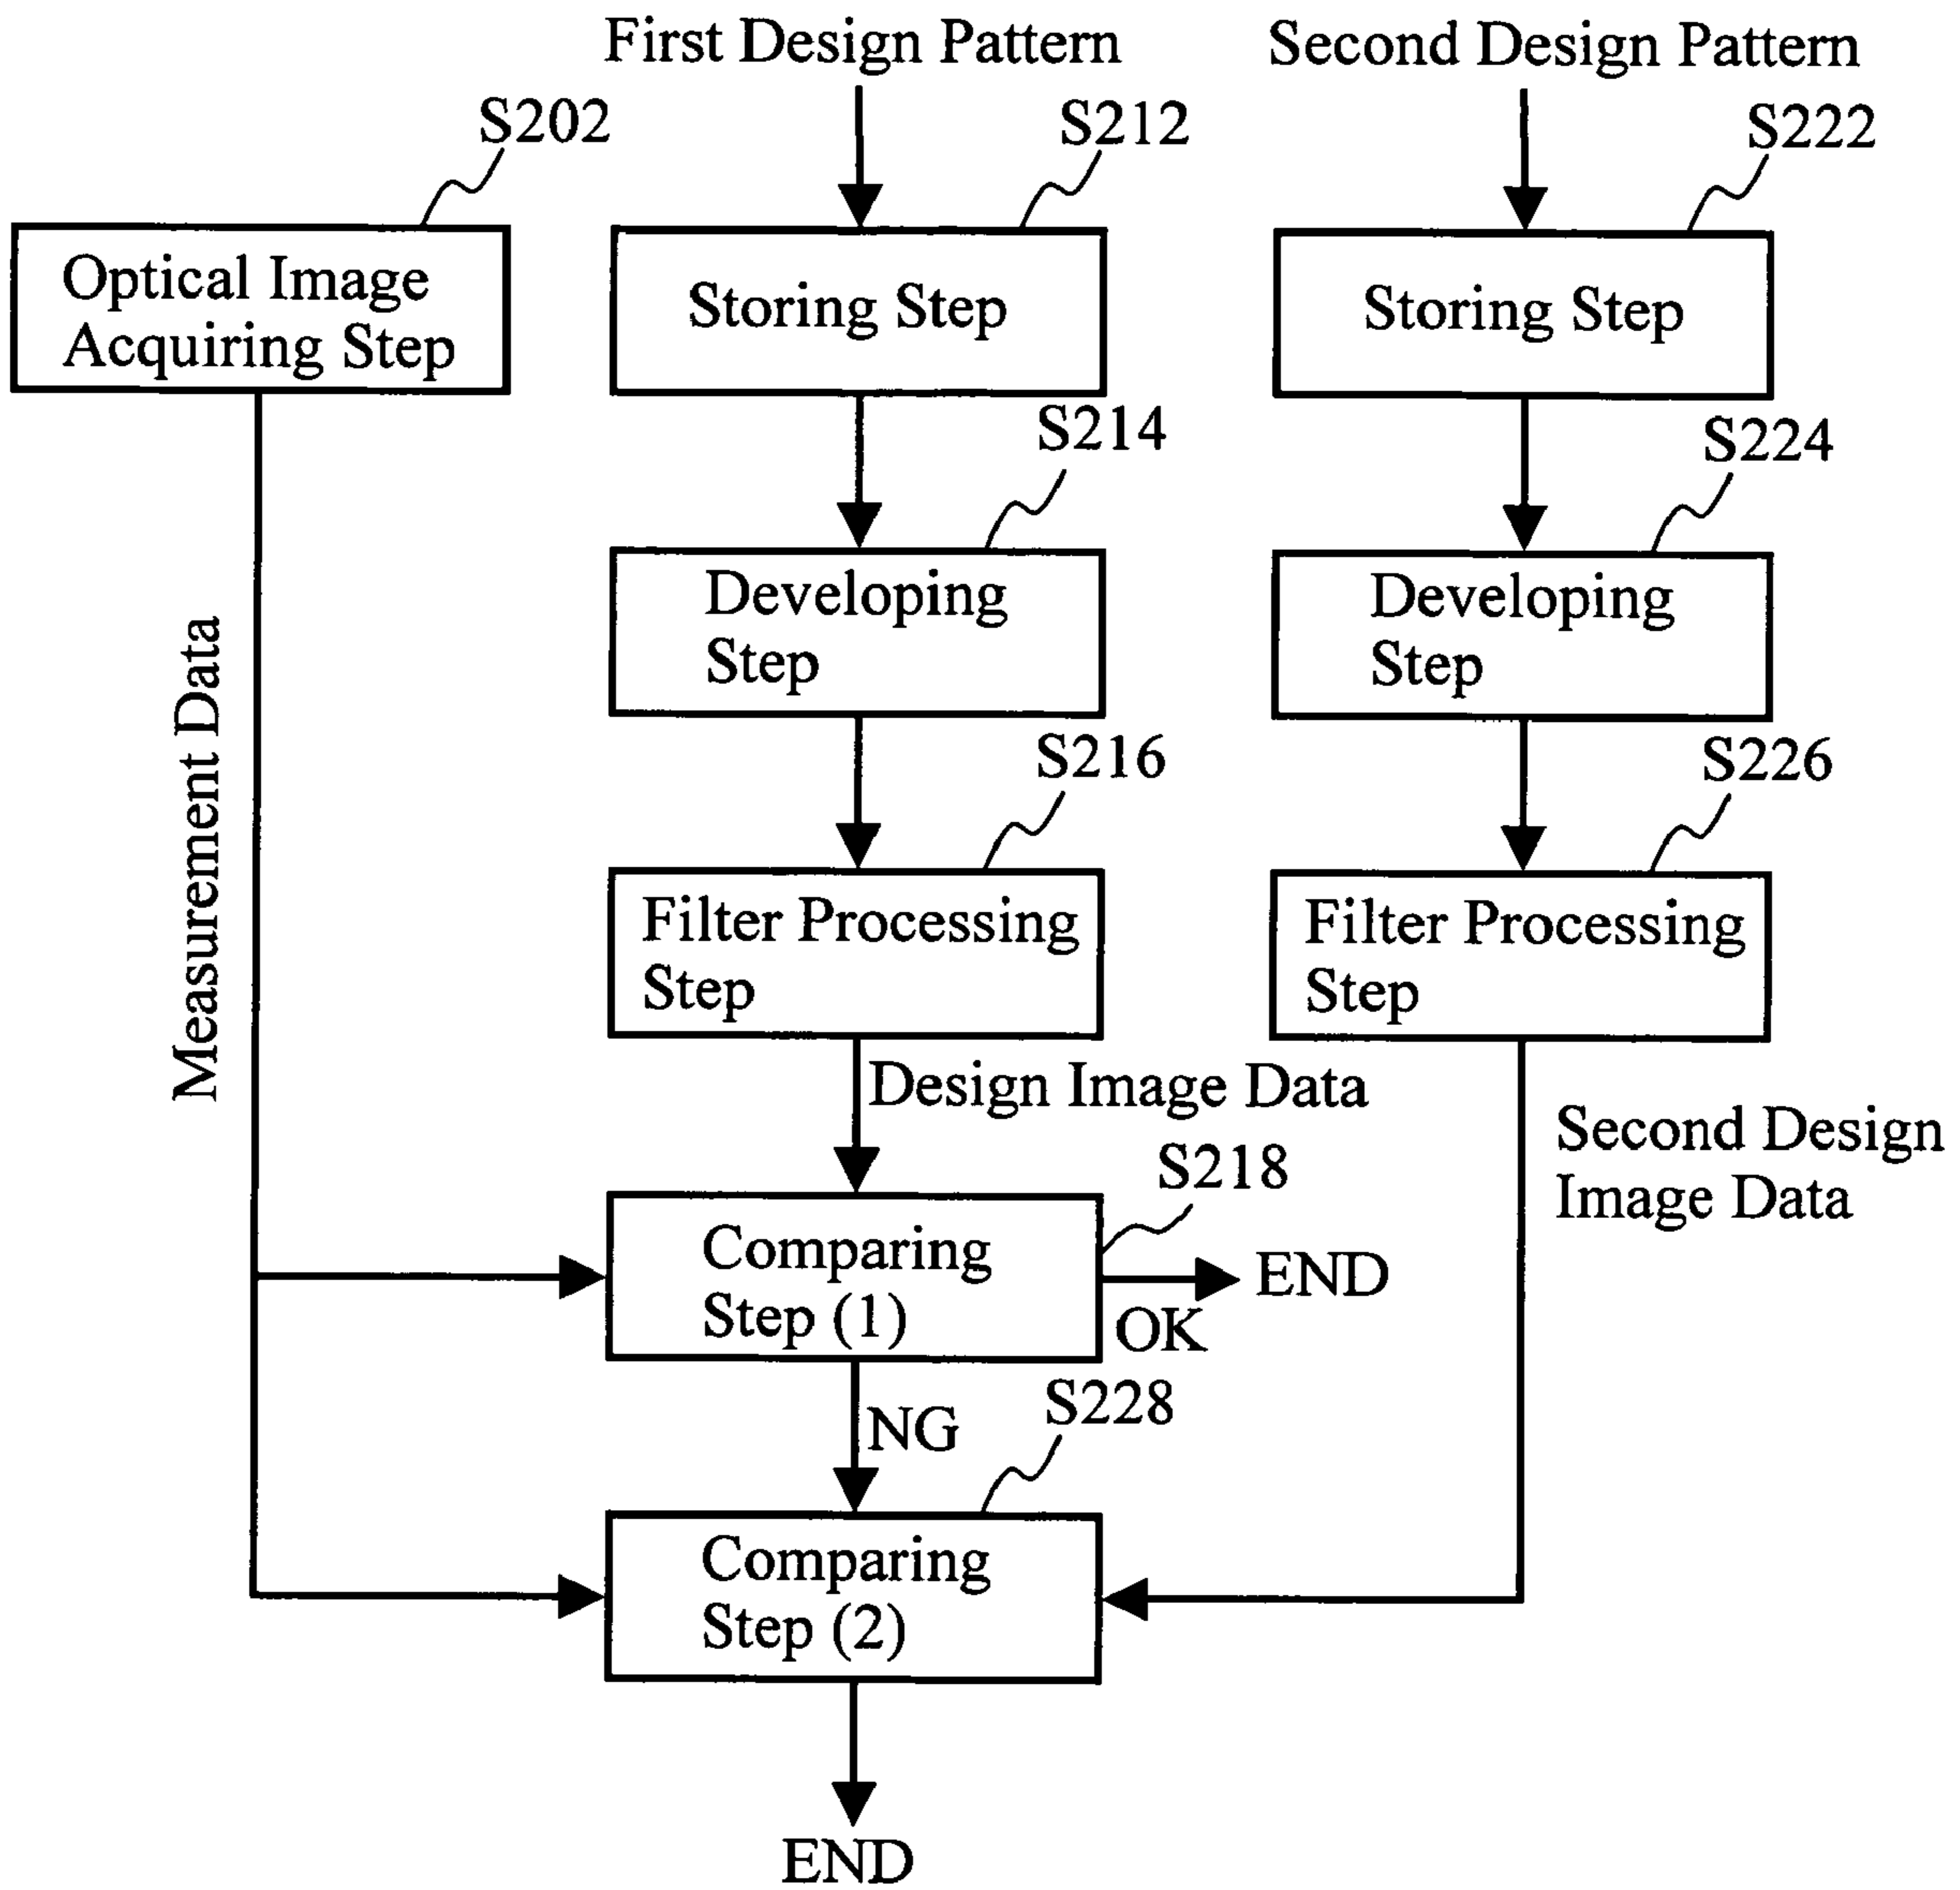 First Design Pattern
Second Design Pattern
S202
S212
S222
Optical Image
Acquiring Step
Storing Step
Storing Step
S214
S224
Developing
Step
Developing
Step
Measurement Data
S216
S226
Filter Processing
Step
Filter Processing
Step
Design Image Data
Second Design
Image Data
S218
Comparing
Step (1)
END
OK
NG
S228
Comparing
Step (2)
END